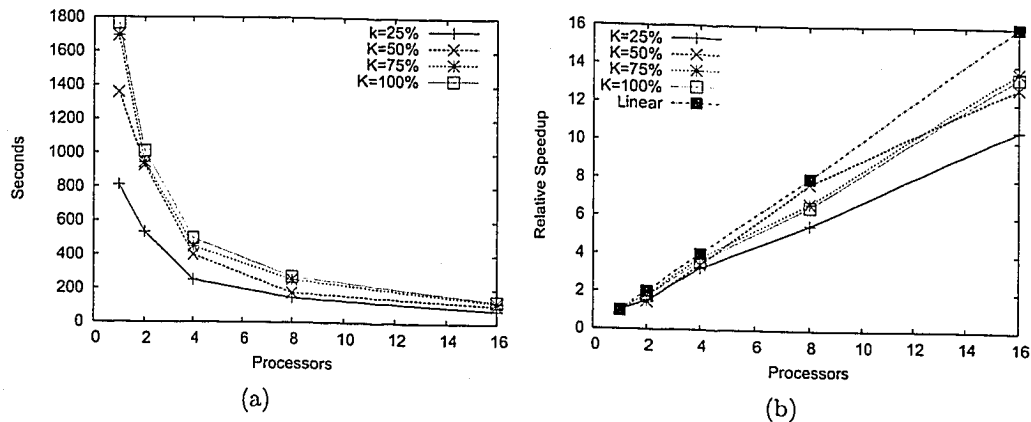 1800
1600
1400
1200
1000
800
600
400
200
0
Seconds
0 2 4 6 8 10 12 14 16
Processors
k=25%
K=50%
K=75%
K=100%
(a)
16
14
12
10
8
6
4
2
0
Relative Speedup
0 2 4 6 8 10 12 14 16
Processors
K=25%
K=50%
K=75%
K=100%
Linear
(b)